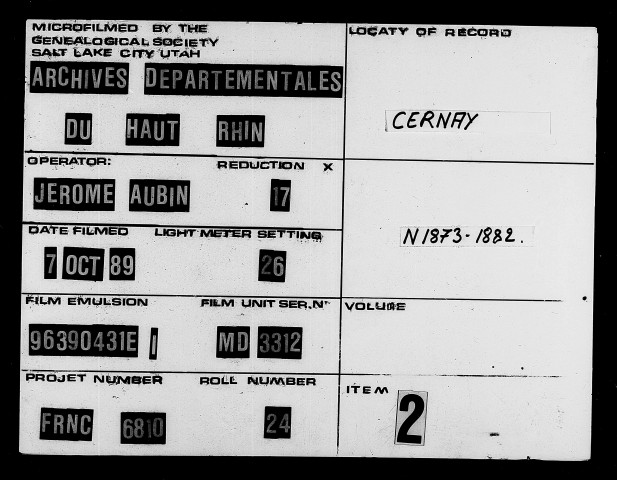 MICROFILMED BY THE
GENEALOGICAL SOCIETY
SALT LAKE CITY UTAH
ARCHIVES DEPARTEMENTALES
DU HAUT RHIN
LOCATY OF RECORD
CERNAY
OPERATOR: REDUCTION X
JEROME AUBIN 17
DATE FILMED LIGHT METER SETTING
7 OCT 89 26
N 1873-1882.
FILM EMULSION FILM UNIT SER.N°
96390431E 1 MD 3312
VOLUME
PROJET NUMBER ROLL NUMBER
FRNC 6810 24
ITEM 2